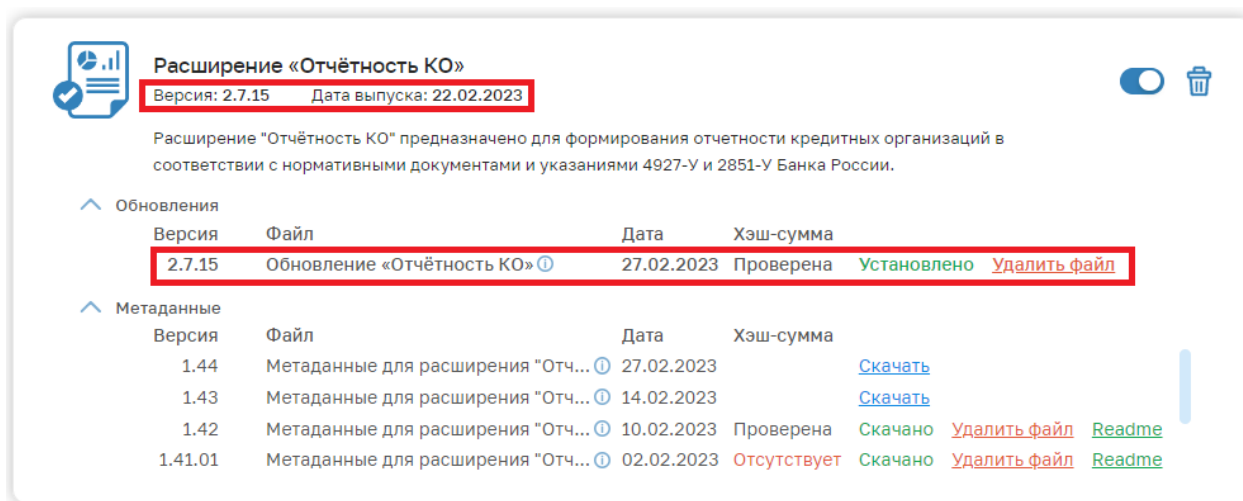 Расширение «Отчётность КО»
Версия: 2.7.15 Дата выпуска: 22.02.2023
Расширение "Отчётность КО" предназначено для формирования отчетности кредитных организаций в
соответствии с нормативными документами и указаниями 4927-У и 2851-У Банка России.
Обновления
Версия Файл Дата Хэш-сумма
2.7.15 Обновление «Отчётность КО» 27.02.2023 Проверена Установлено Удалить файл
Метаданные
Версия Файл Дата Хэш-сумма
1.44 Метаданные для расширения "Отч... 27.02.2023 Скачать
1.43 Метаданные для расширения "Отч... 14.02.2023 Скачать
1.42 Метаданные для расширения "Отч... 10.02.2023 Проверена Скачано Удалить файл Readme
1.41.01 Метаданные для расширения "Отч... 02.02.2023 Отсутствует Скачано Удалить файл Readme